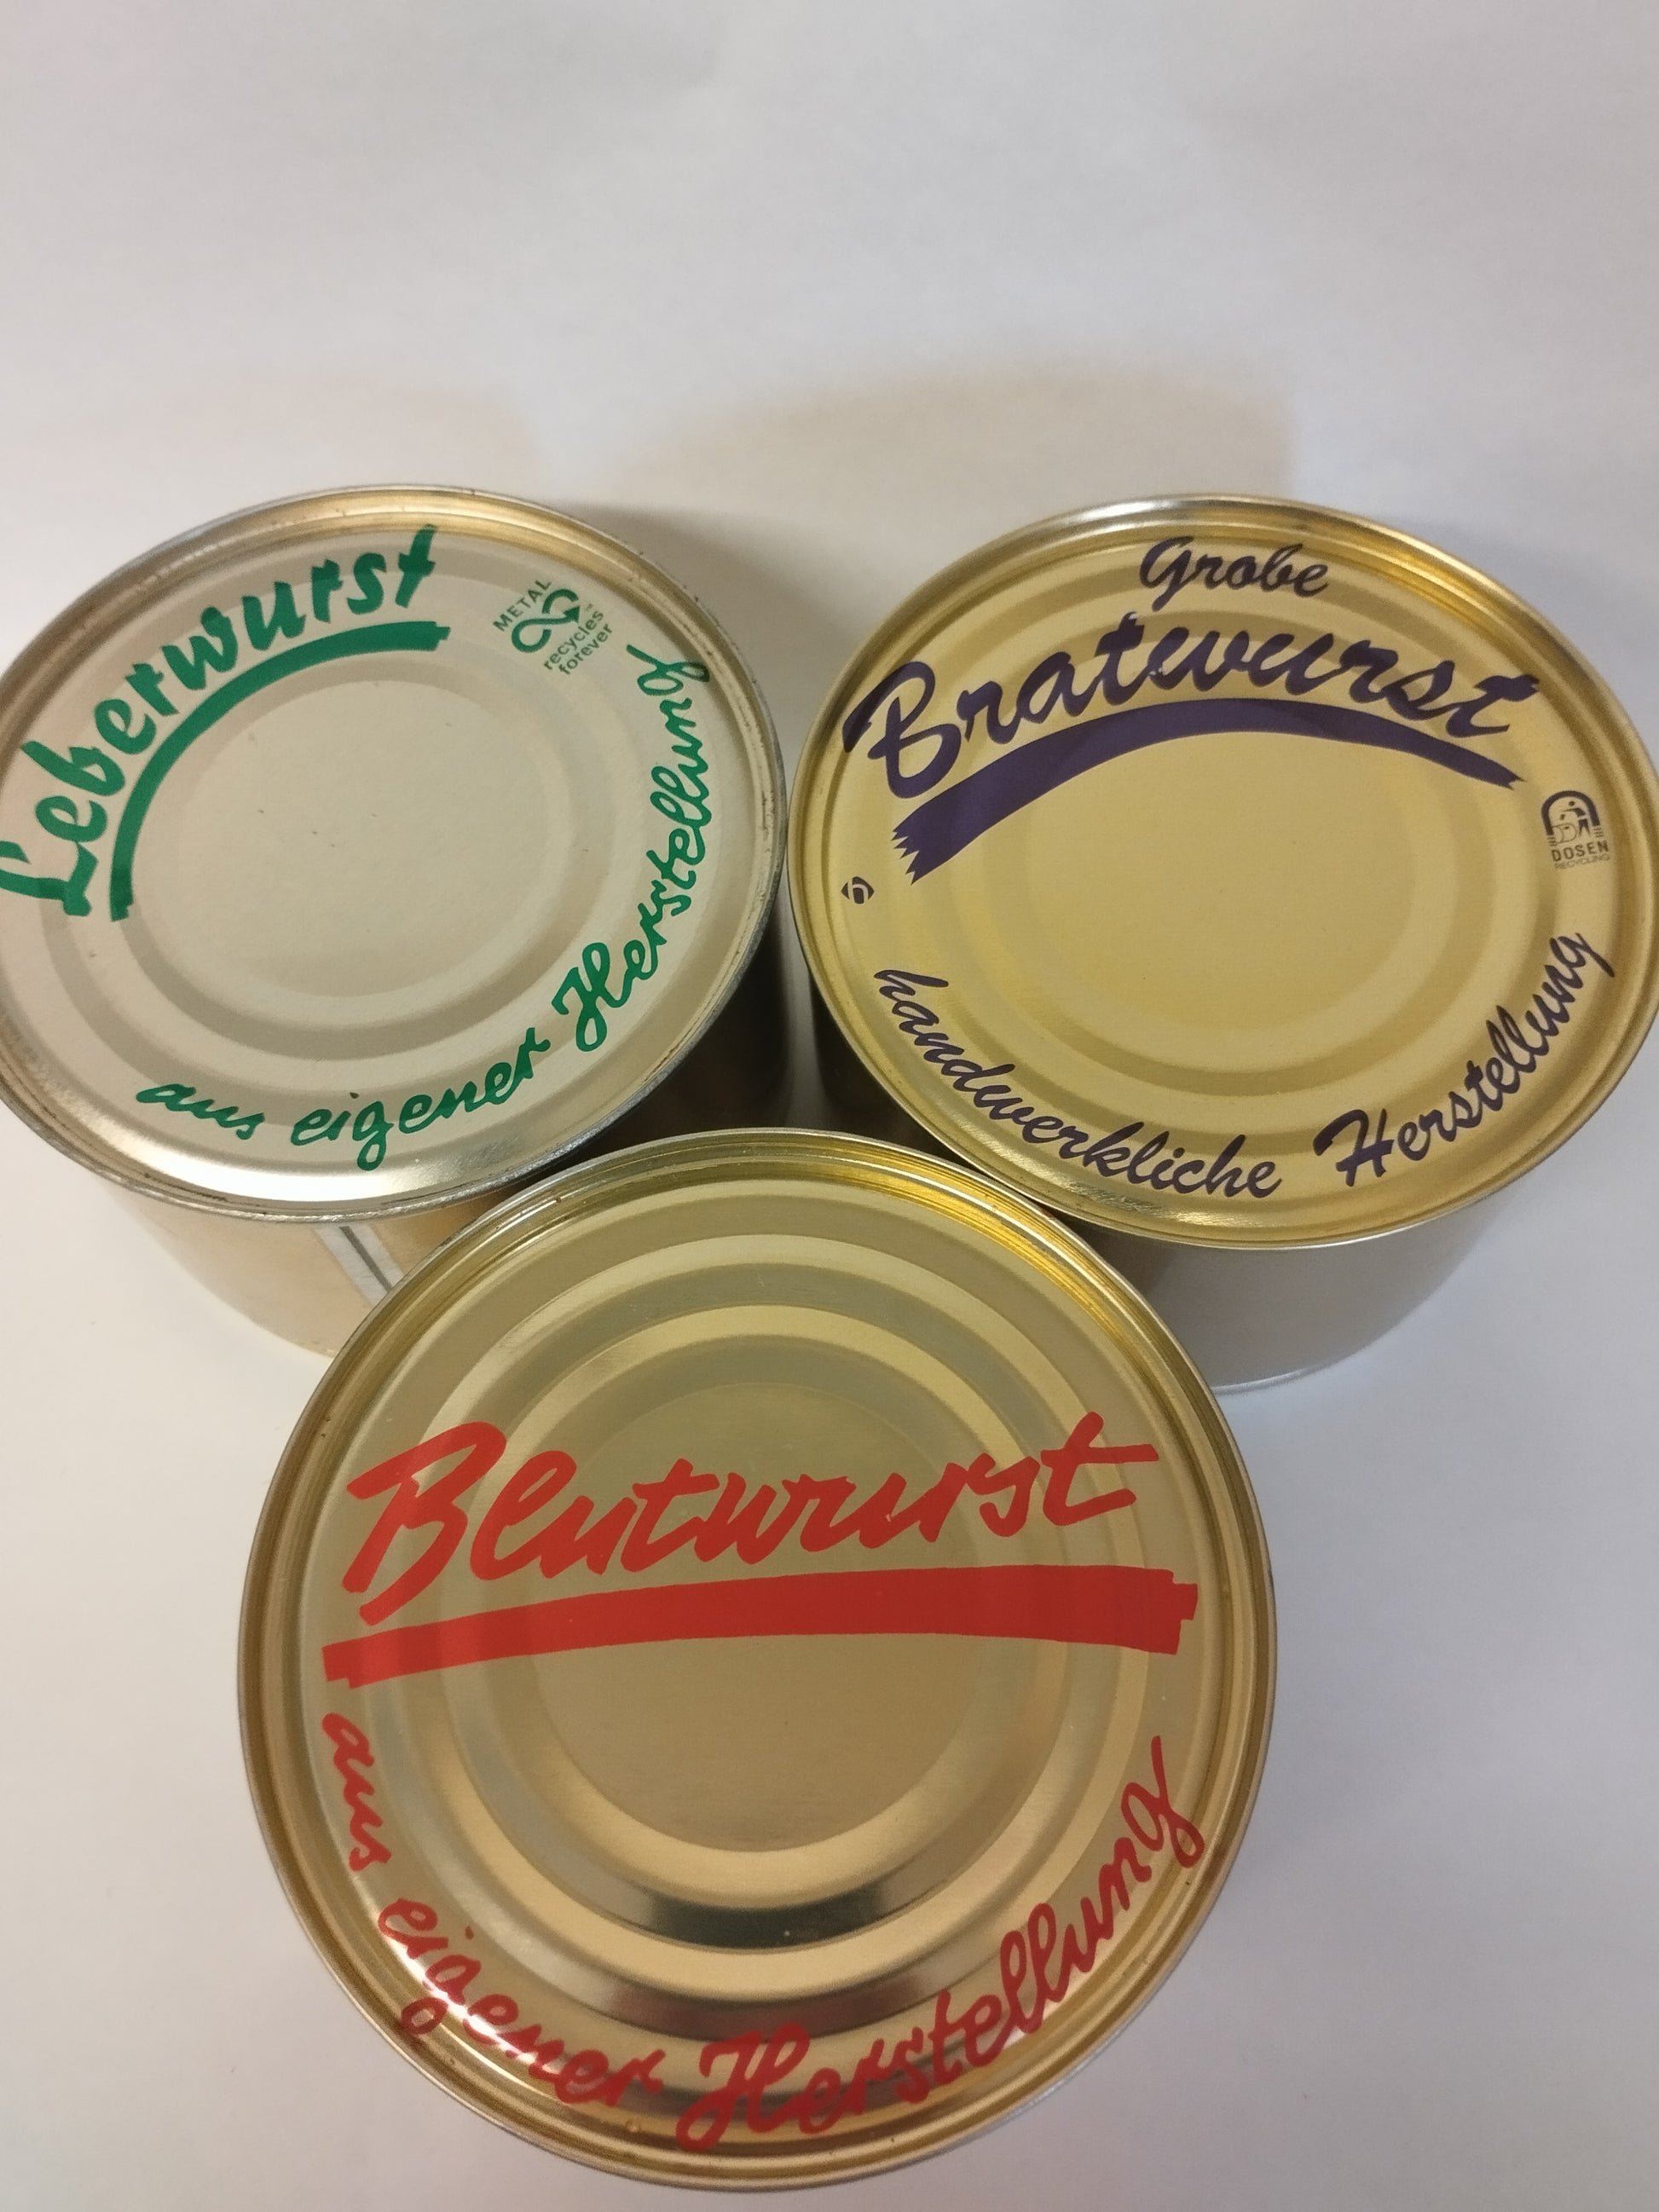 Leberwurst
METAL
recycles
forever
aus eigener Herstellung
Grobe
Bratwurst
DOSEN
RECYCLING
handwerkliche Herstellung
Blutwurst
aus eigener Herstellung